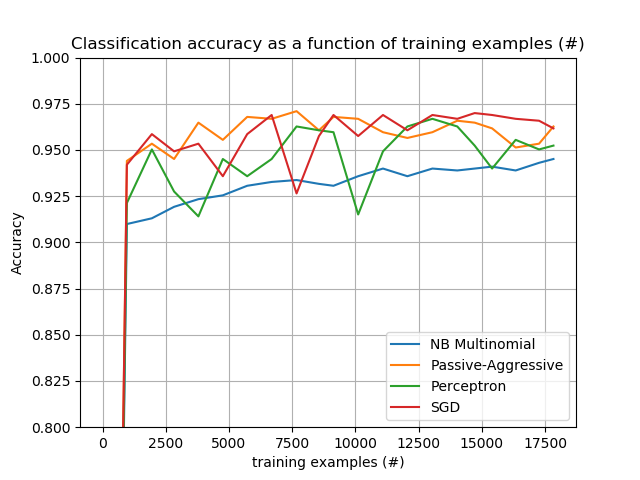 Classification accuracy as a function of training examples (#)
1.000
0.975
0.950
0.925
0.900
0.875
0.850
0.825
0.800
Accuracy
NB Multinomial
Passive-Aggressive
Perceptron
SGD
0 2500 5000 7500 10000 12500 15000 17500
training examples (#)